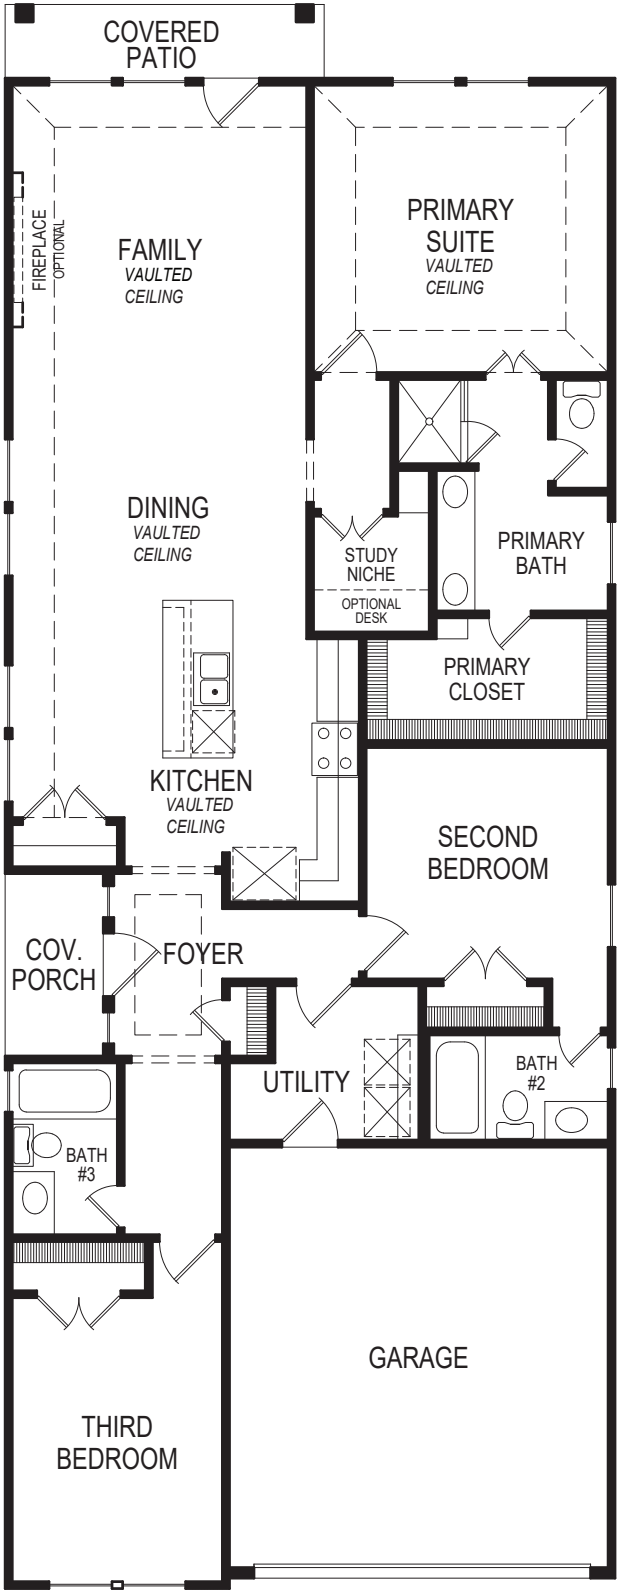 COVERED
PATIO
FIREPLACE
OPTIONAL
FAMILY
VAULTED
CEILING
PRIMARY
SUITE
VAULTED
CEILING
DINING
VAULTED
CEILING
STUDY
NICHE
OPTIONAL
DESK
PRIMARY
BATH
PRIMARY
CLOSET
KITCHEN
VAULTED
CEILING
SECOND
BEDROOM
COV.
PORCH
FOYER
UTILITY
BATH
#2
BATH
#3
GARAGE
THIRD
BEDROOM